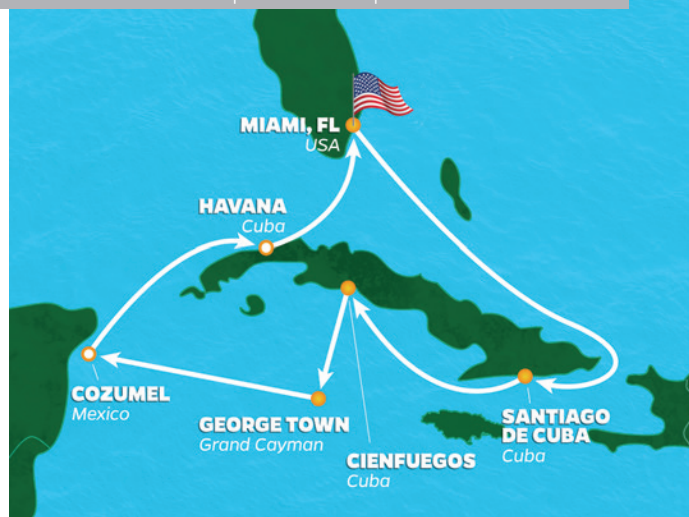 MIAMI, FL
USA
HAVANA
Cuba
COZUMEL
Mexico
GEORGE TOWN
Grand Cayman
CIENFUEGOS
Cuba
SANTIAGO
DE CUBA
Cuba